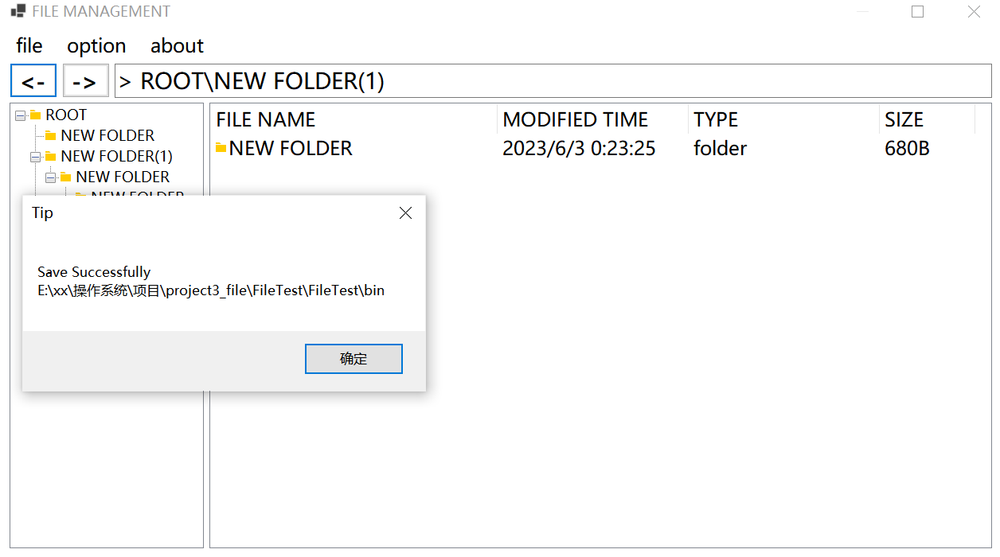 FILE MANAGEMENT
file option about
<- -> > ROOT\NEW FOLDER(1)
ROOT
NEW FOLDER
NEW FOLDER(1)
NEW FOLDER
NEW FOLDER
FILE NAME MODIFIED TIME TYPE SIZE
NEW FOLDER 2023/6/3 0:23:25 folder 680B
Tip
Save Successfully
E:\xx\操作系统\项目\project3_file\FileTest\FileTest\bin
确定